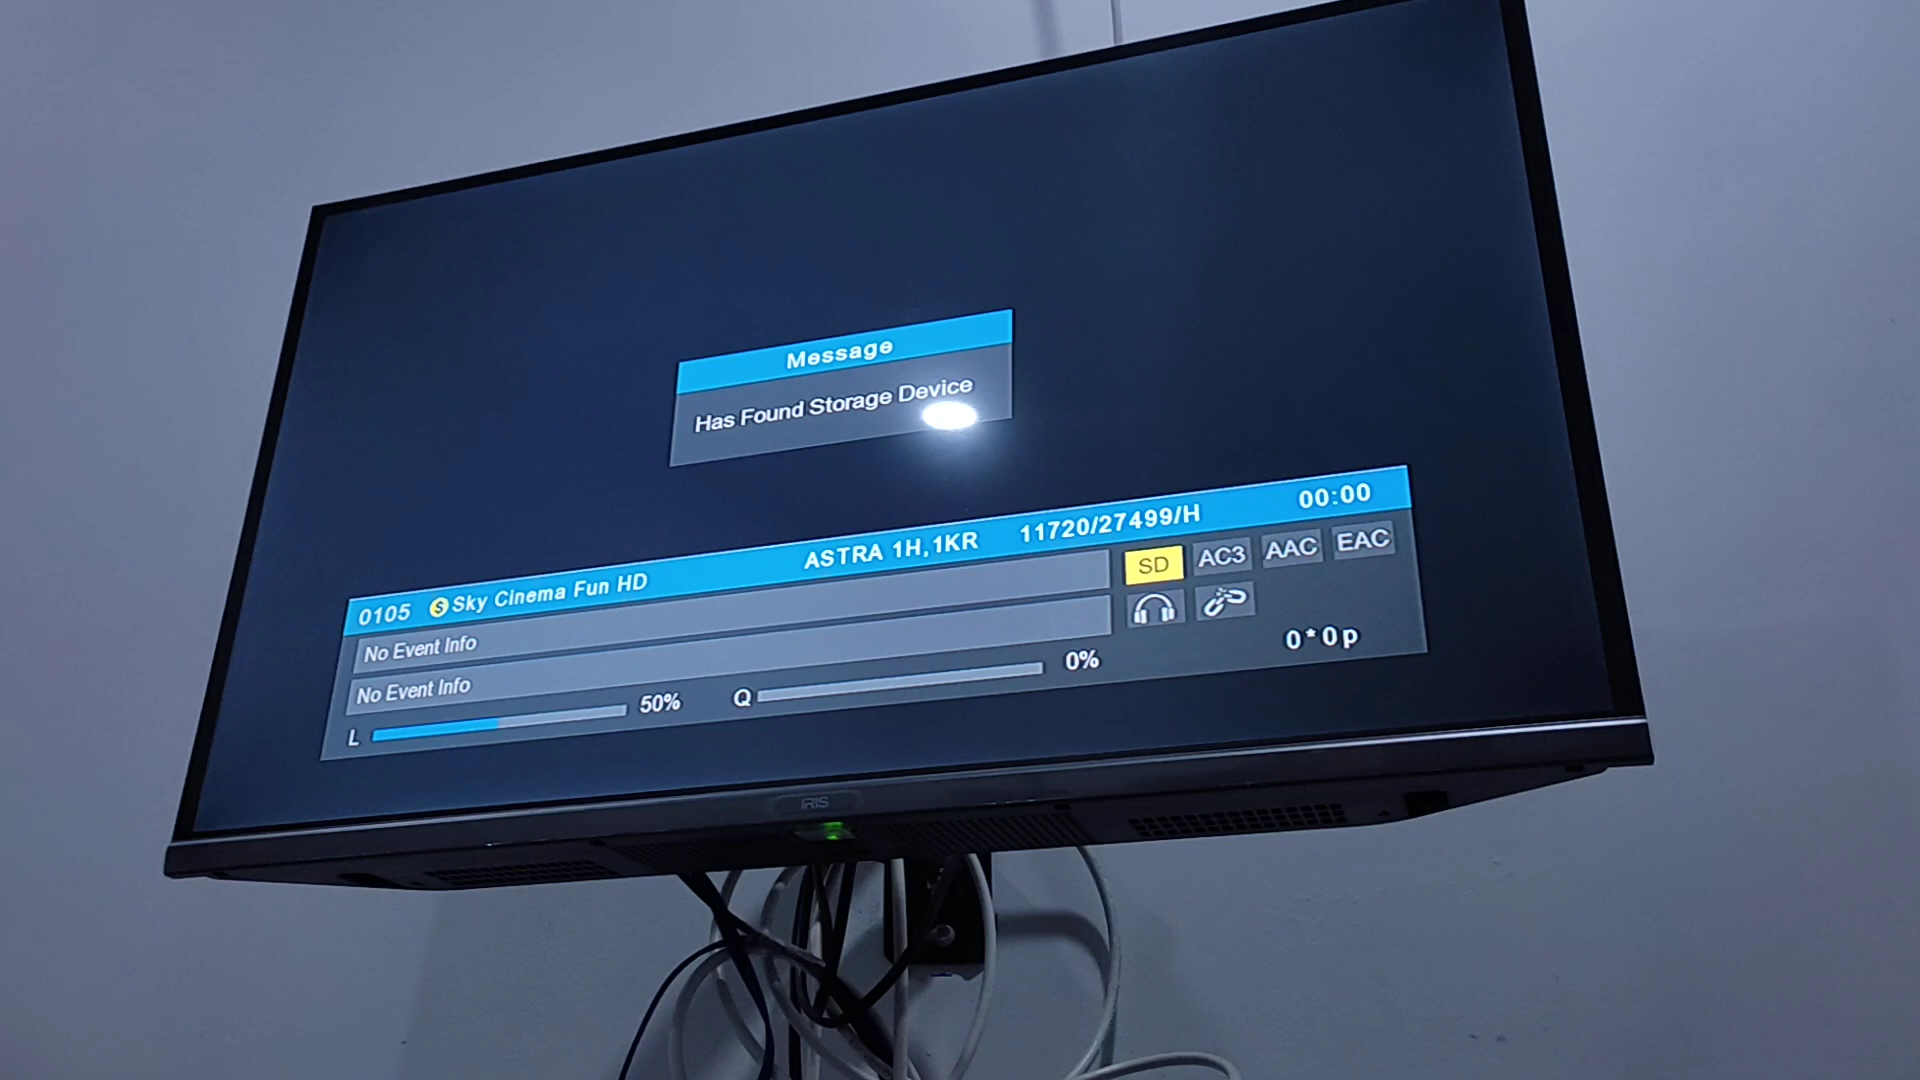 Message
Has Found Storage Device
0105 $ Sky Cinema Fun HD ASTRA 1H,1KR 11720/27499/H 00:00
No Event Info
SD AC3 AAC EAC
No Event Info
L 50% Q 0% 0*0p
IRIS